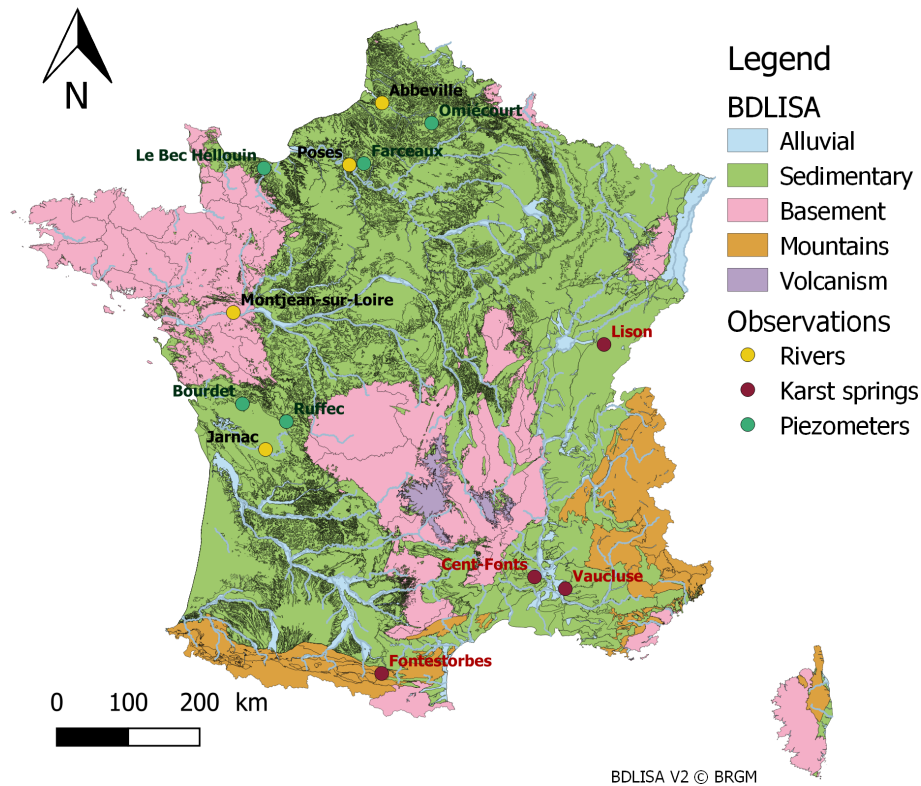 N
Abbeville
Omiécourt
Le Bec Hellouin
Poses
Farceaux
Montjean-sur-Loire
Lison
Bourdet
Ruffec
Jarnac
Cent-Fonts
Vaucluse
Fontestorbes
0 100 200 km
Legend
BDLISA
Alluvial
Sedimentary
Basement
Mountains
Volcanism
Observations
Rivers
Karst springs
Piezometers
BDLISA V2 © BRGM